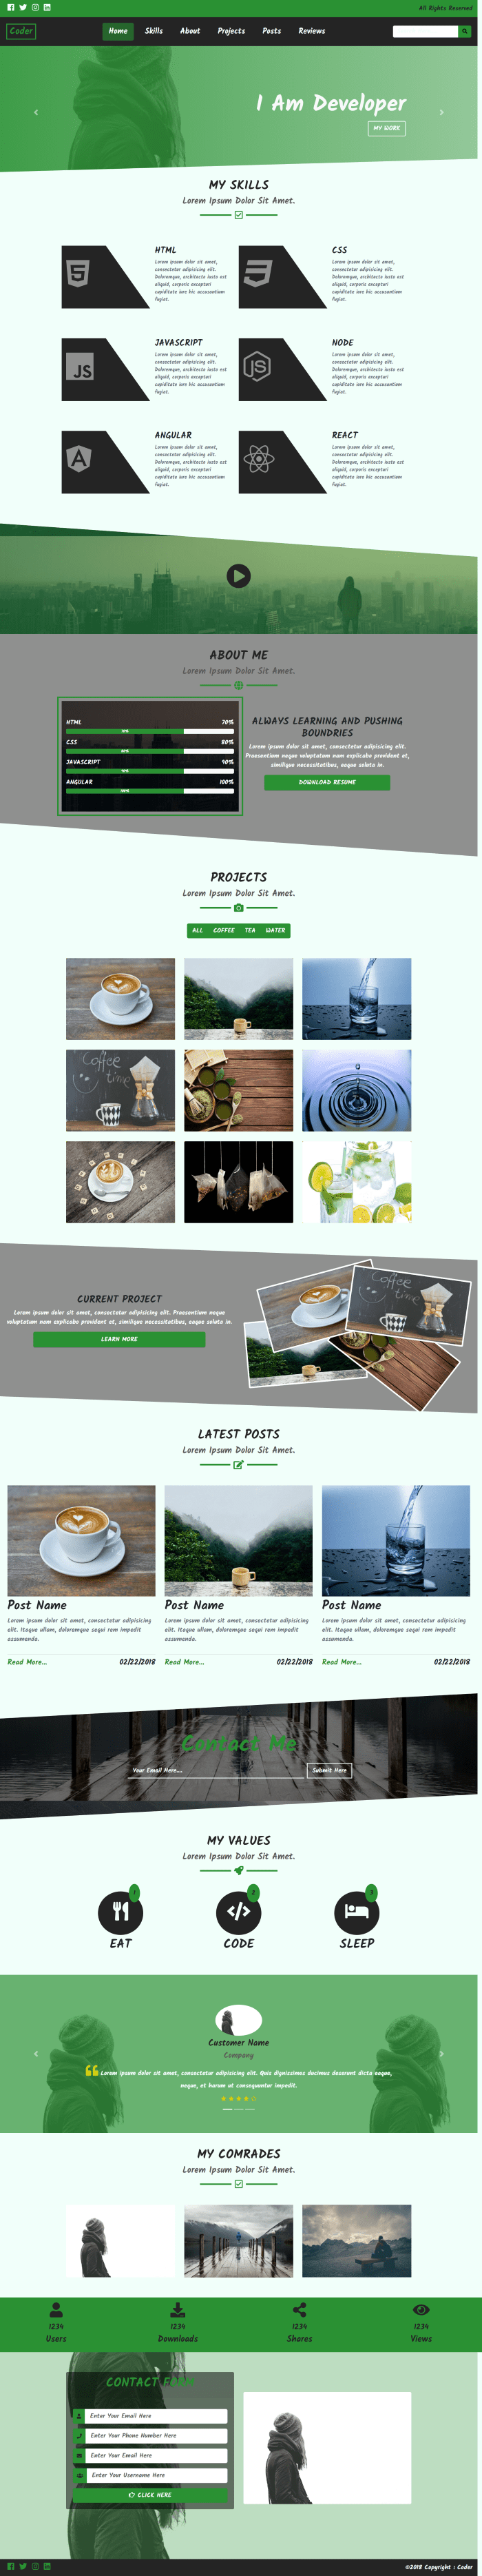 All Rights Reserved
Coder
Home Skills About Projects Posts Reviews
I Am Developer
MY WORK
MY SKILLS
Lorem Ipsum Dolor Sit Amet.
HTML
Lorem ipsum dolor sit amet,
consectetur adipisicing elit.
Doloremque, architecto iusto est
aliquid, corporis excepturi
cupiditate iure hic accusantium
fugiat.
CSS
Lorem ipsum dolor sit amet,
consectetur adipisicing elit.
Doloremque, architecto iusto est
aliquid, corporis excepturi
cupiditate iure hic accusantium
fugiat.
JS
JAVASCRIPT
Lorem ipsum dolor sit amet,
consectetur adipisicing elit.
Doloremque, architecto iusto est
aliquid, corporis excepturi
cupiditate iure hic accusantium
fugiat.
NODE
Lorem ipsum dolor sit amet,
consectetur adipisicing elit.
Doloremque, architecto iusto est
aliquid, corporis excepturi
cupiditate iure hic accusantium
fugiat.
ANGULAR
Lorem ipsum dolor sit amet,
consectetur adipisicing elit.
Doloremque, architecto iusto est
aliquid, corporis excepturi
cupiditate iure hic accusantium
fugiat.
REACT
Lorem ipsum dolor sit amet,
consectetur adipisicing elit.
Doloremque, architecto iusto est
aliquid, corporis excepturi
cupiditate iure hic accusantium
fugiat.
ABOUT ME
Lorem Ipsum Dolor Sit Amet.
HTML 70%
CSS 80%
JAVASCRIPT 90%
ANGULAR 100%
ALWAYS LEARNING AND PUSHING
BOUNDRIES
Lorem ipsum dolor sit amet, consectetur adipisicing elit.
Praesentium neque voluptatum nam explicabo provident et,
similique necessitatibus, eaque soluta in.
DOWNLOAD RESUME
PROJECTS
Lorem Ipsum Dolor Sit Amet.
ALL COFFEE TEA WATER
Coffee
time
CURRENT PROJECT
Lorem ipsum dolor sit amet, consectetur adipisicing elit. Praesentium neque
voluptatum nam explicabo provident et, similique necessitatibus, eaque soluta in.
LEARN MORE
Coffee
time
LATEST POSTS
Lorem Ipsum Dolor Sit Amet.
Post Name
Lorem ipsum dolor sit amet, consectetur adipisicing
elit. Itaque ullam, doloremque sequi rem impedit
assumenda.
Read More... 02/22/2018
Post Name
Lorem ipsum dolor sit amet, consectetur adipisicing
elit. Itaque ullam, doloremque sequi rem impedit
assumenda.
Read More... 02/22/2018
Post Name
Lorem ipsum dolor sit amet, consectetur adipisicing
elit. Itaque ullam, doloremque sequi rem impedit
assumenda.
Read More... 02/22/2018
Contact Me
Your Email Here.... Submit Here
MY VALUES
Lorem Ipsum Dolor Sit Amet.
1 2 3
EAT CODE SLEEP
Customer Name
Company
Lorem ipsum dolor sit amet, consectetur adipisicing elit. Quis dignissimos ducimus deserunt dicta eaque,
neque, et harum at consequuntur impedit.
MY COMRADES
Lorem Ipsum Dolor Sit Amet.
1234 1234 1234 1234
Users Downloads Shares Views
CONTACT FORM
Enter Your Email Here
Enter Your Phone Number Here
Enter Your Email Here
Enter Your Username Here
CLICK HERE
©2018 Copyright : Coder